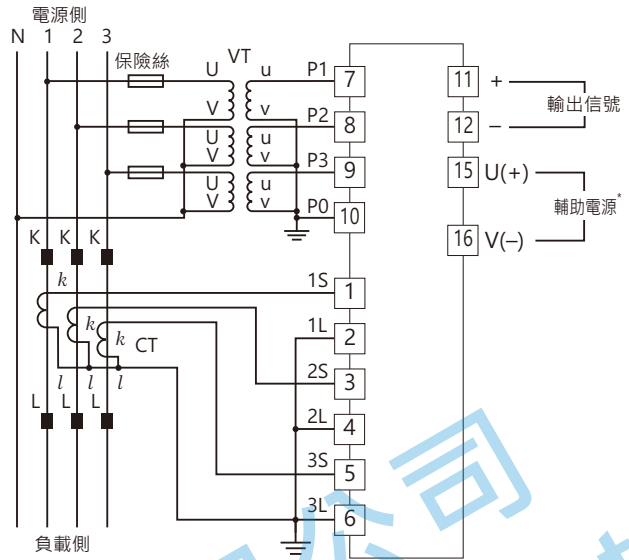 電源側
N 1 2 3
保險絲
VT
U u P1 7
V v P2 8
U u
V v P3 9
U u
V v P0 10
11 +
12 –
輸出信號
15 U(+)
16 V(–)
輔助電源*
K K K
k
k
k
CT
l l l
L L L
1S 1
1L 2
2S 3
2L 4
3S 5
3L 6
負載側
公司